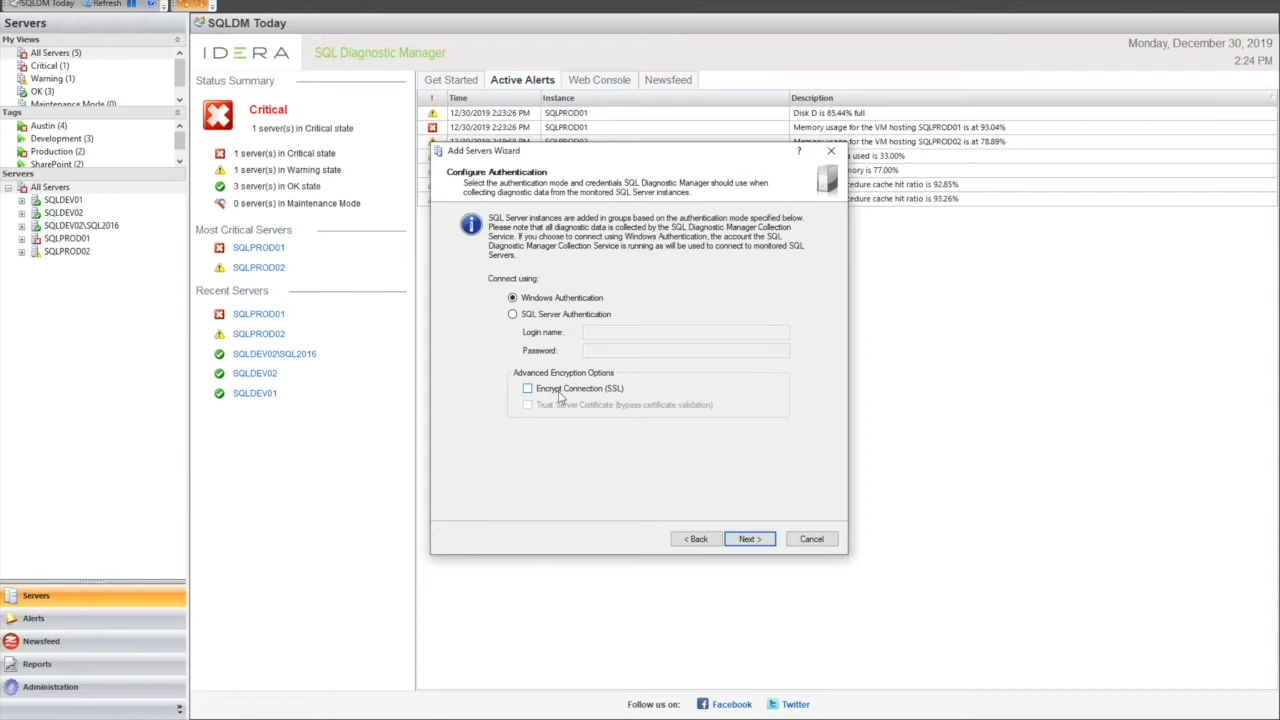 SQLDM Today
Refresh
Servers
SQLDM Today
My Views
All Servers (5)
Critical (1)
Warning (1)
OK (3)
Maintenance Mode (0)
Tags
Austin (4)
Development (3)
Production (2)
SharePoint (2)
Servers
All Servers
SQLDEV01
SQLDEV02
SQLDEV02\SQL2016
SQLPROD01
SQLPROD02
Servers
Alerts
Newsfeed
Reports
Administration
IDERA
SQL Diagnostic Manager
Monday, December 30, 2019
2:24 PM
Status Summary
Critical
1 server(s) in Critical state
1 server(s) in Critical state
1 server(s) in Warning state
3 server(s) in OK state
0 server(s) in Maintenance Mode
Most Critical Servers
SQLPROD01
SQLPROD02
Recent Servers
SQLPROD01
SQLPROD02
SQLDEV02\SQL2016
SQLDEV02
SQLDEV01
Get Started Active Alerts Web Console Newsfeed
! Time Instance Description
12/30/2019 2:23:26 PM SQLPROD01 Disk D is 85.44% full
12/30/2019 2:23:26 PM SQLPROD01 Memory usage for the VM hosting SQLPROD01 is at 93.04%
12/30/2019 2:19:58 PM SQLPROD02 Memory usage for the VM hosting SQLPROD02 is at 78.89%
used is 33.00%
is 77.00%
cache hit ratio is 92.85%
cache hit ratio is 93.26%
Add Servers Wizard
Configure Authentication
Select the authentication mode and credentials SQL Diagnostic Manager should use when
collecting diagnostic data from the monitored SQL Server instances.
SQL Server instances are added in groups based on the authentication mode specified below.
Please note that all diagnostic data is collected by the SQL Diagnostic Manager Collection
Service. If you choose to connect using Windows Authentication, the account the SQL
Diagnostic Manager Collection Service is running as will be used to connect to monitored SQL
Servers.
Connect using:
Windows Authentication
SQL Server Authentication
Login name:
Password:
Advanced Encryption Options
Encrypt Connection (SSL)
Trust Server Certificate (bypass certificate validation)
< Back Next > Cancel
Follow us on: Facebook Twitter